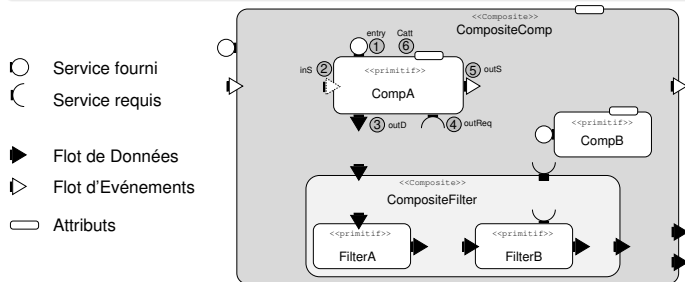 <<Composite>>
CompositeComp
entry
Catt
1
6
inS
2
5
outS
<<primitif>>
CompA
3
outD
4
outReq
Service fourni
Service requis
Flot de Données
Flot d'Evénements
Attributs
<<primitif>>
CompB
<<Composite>>
CompositeFilter
<<primitif>>
FilterA
<<primitif>>
FilterB